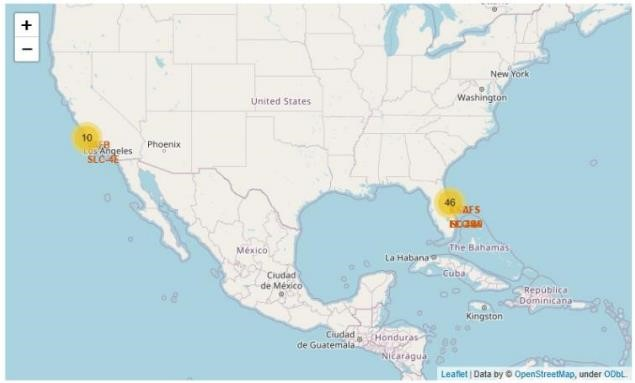 +
−
New York
United States
Washington
10
Los Angeles
Phoenix
SLC-4E
46
The Bahamas
México
La Habana
Cuba
Ciudad
de México
República
Dominicana
Kingston
Ciudad
de Guatemala
Honduras
Nicaragua
Leaflet | Data by © OpenStreetMap, under ODbL.